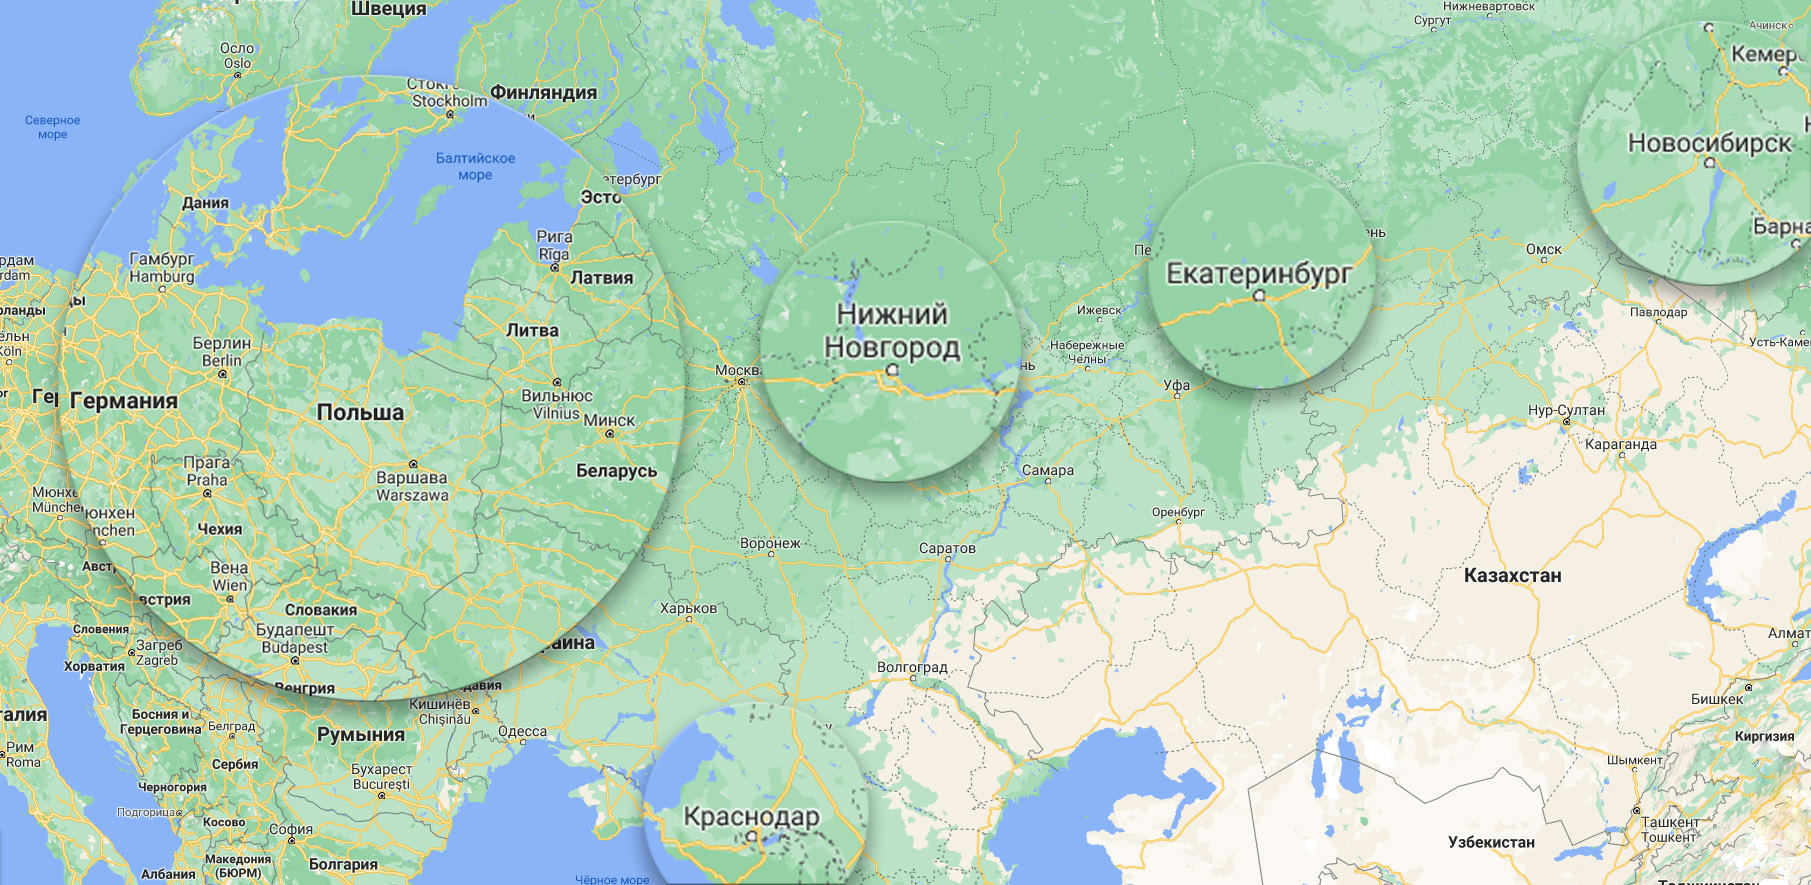 Швеция
Осло
Oslo
Северное
море
Stockholm
Финляндия
Нижневартовск
Сургут
Ачинск
Новосибирск
Балтийское
море
Дания
Рига
Rīga
Латвия
Гамбург
Hamburg
Екатеринбург
Омск
Литва
Берлин
Berlin
Нижний
Новгород
Ижевск
Павлодар
Набережные
Челны
Москва
Уфа
Германия
Польша
Вильнюс
Vilnius
Минск
Нур-Султан
Караганда
Прага
Praha
Варшава
Warszawa
Беларусь
Самара
Оренбург
Чехия
Воронеж
Саратов
Вена
Wien
Казахстан
Словакия
Харьков
Словения
Будапешт
Budapest
Загреб
Zagreb
Хорватия
Волгоград
Бишкек
Кишинёв
Chișinău
Босния и
Герцеговина
Белград
Румыния
Одесса
Киргизия
Рим
Roma
Сербия
Бухарест
București
Шымкент
Черногория
Подгорица
Косово
София
Краснодар
Ташкент
Тошкент
Узбекистан
Македония
(БЮРМ)
Болгария
Албания
Чёрное море